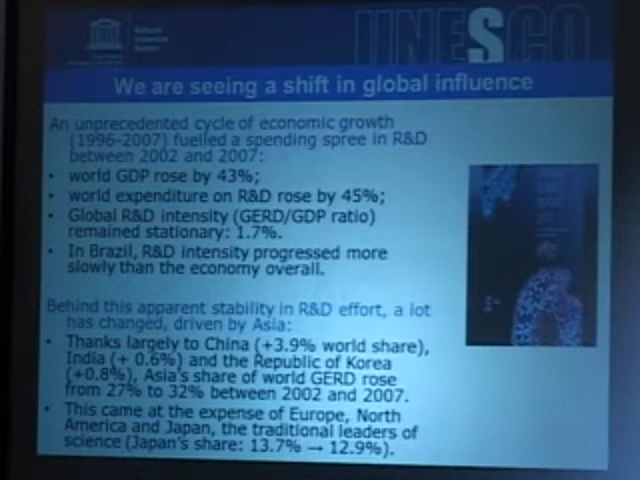 UNESCO
We are seeing a shift in global influence
An unprecedented cycle of economic growth
(1996-2007) fuelled a spending spree in R&D
between 2002 and 2007:
• world GDP rose by 43%;
• world expenditure on R&D rose by 45%;
• Global R&D intensity (GERD/GDP ratio)
remained stationary: 1.7%.
• In Brazil, R&D intensity progressed more
slowly than the economy overall.
Behind this apparent stability in R&D effort, a lot
has changed, driven by Asia:
• Thanks largely to China (+3.9% world share),
India (+ 0.6%) and the Republic of Korea
(+0.8%), Asia's share of world GERD rose
from 27% to 32% between 2002 and 2007.
• This came at the expense of Europe, North
America and Japan, the traditional leaders of
science (Japan's share: 13.7% → 12.9%).